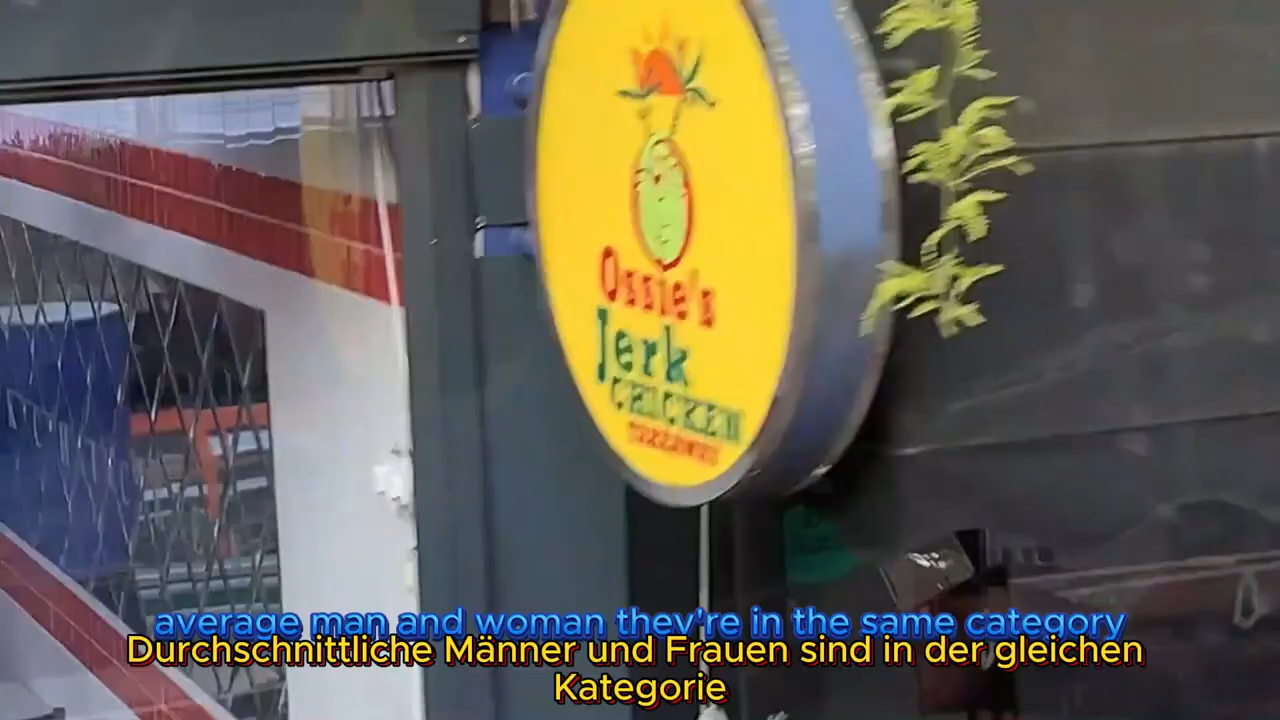 Ossie's
Jerk
CHICKEN
TAKEAWAY
average man and woman they're in the same category
Durchschnittliche Männer und Frauen sind in der gleichen
Kategorie